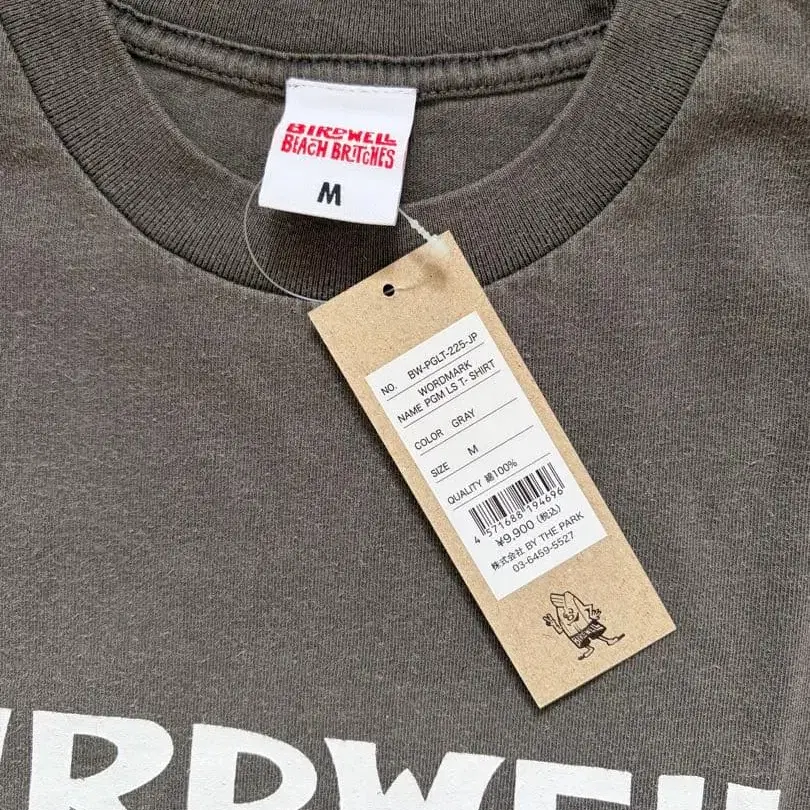 BIRDWELL
BEACH BRITCHES
M
NO. BW-PGLT-225-JP
WORDMARK
NAME PGM LS T- SHIRT
COLOR GRAY
SIZE M
QUALITY 綿100%
4 571688 194696
¥9,900 (税込)
株式会社 BY THE PARK
03-6459-5527
BIRDWELL
BIRDWELL